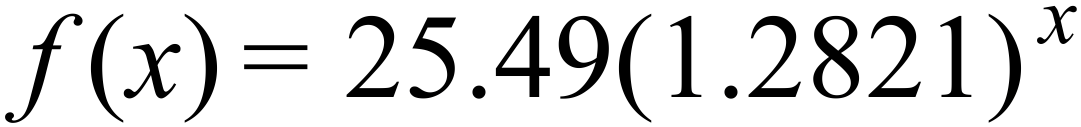 f(x) = 25.49(1.2821)^x